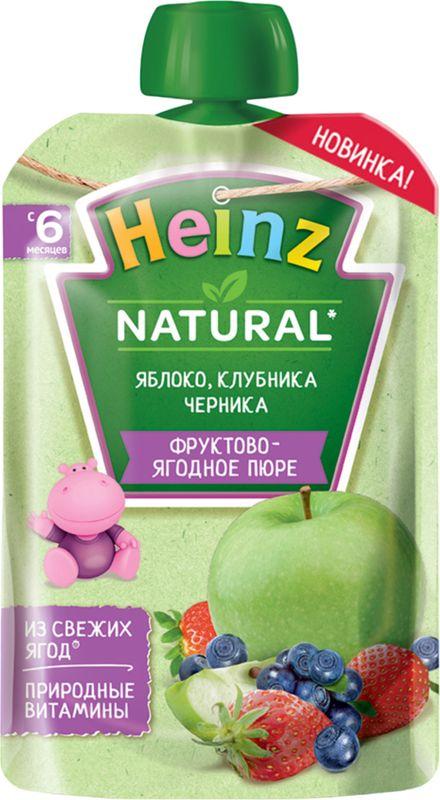 НОВИНКА!
с 6
месяцев
Heinz
NATURAL*
ЯБЛОКО, КЛУБНИКА
ЧЕРНИКА
ФРУКТОВО-
ЯГОДНОЕ ПЮРЕ
ИЗ СВЕЖИХ
ЯГОД*
ПРИРОДНЫЕ
ВИТАМИНЫ